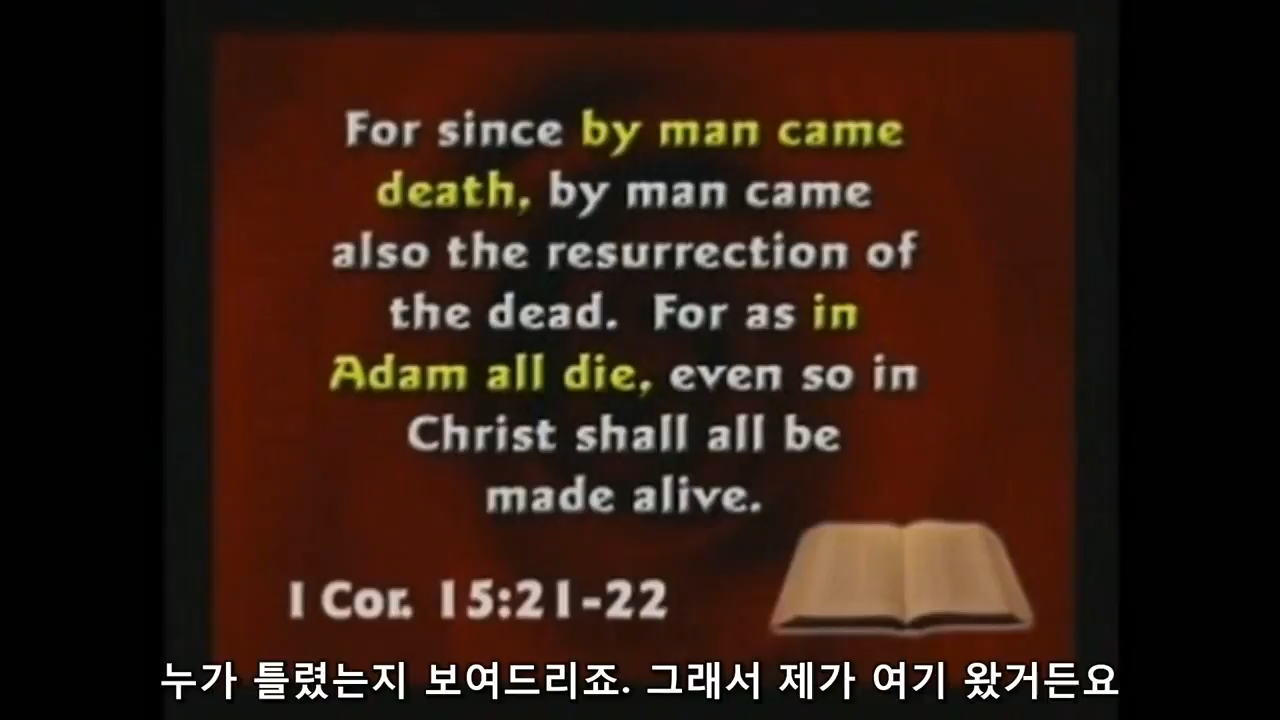 For since by man came
death, by man came
also the resurrection of
the dead.  For as in
Adam all die, even so in
Christ shall all be
made alive.
1 Cor. 15:21-22
누가 틀렸는지 보여드리죠. 그래서 제가 여기 왔거든요